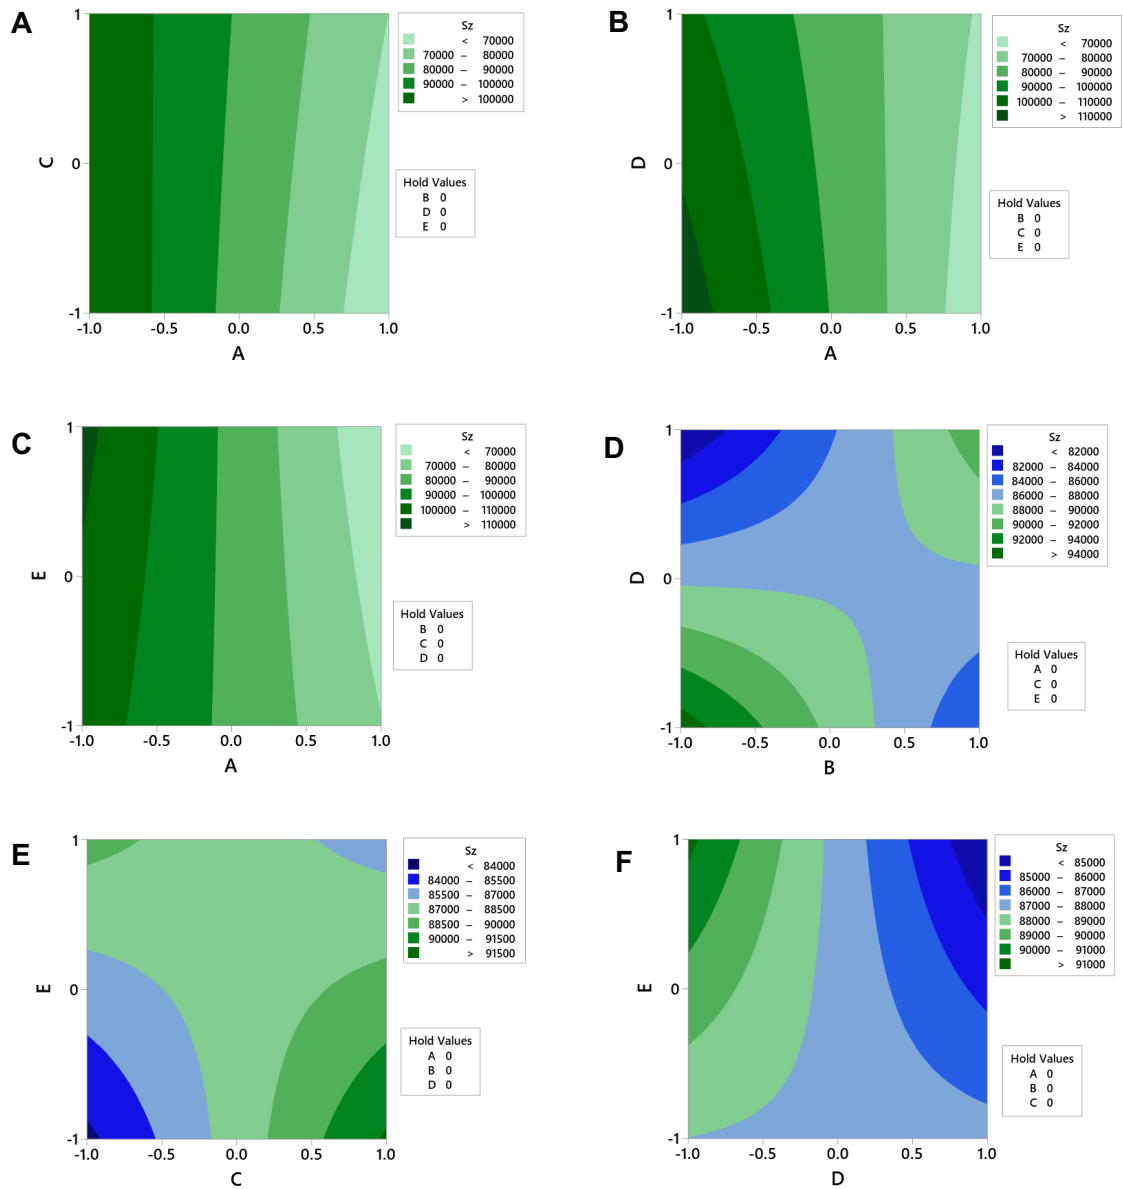 A
1
0
-1
C
-1.0 -0.5 0.0 0.5 1.0
A
Sz
< 70000
70000 – 80000
80000 – 90000
90000 – 100000
> 100000
Hold Values
B 0
D 0
E 0
B
1
0
-1
D
-1.0 -0.5 0.0 0.5 1.0
A
Sz
< 70000
70000 – 80000
80000 – 90000
90000 – 100000
100000 – 110000
> 110000
Hold Values
B 0
C 0
E 0
C
1
0
-1
E
-1.0 -0.5 0.0 0.5 1.0
A
Sz
< 70000
70000 – 80000
80000 – 90000
90000 – 100000
100000 – 110000
> 110000
Hold Values
B 0
C 0
D 0
D
1
0
-1
D
-1.0 -0.5 0.0 0.5 1.0
B
Sz
< 82000
82000 – 84000
84000 – 86000
86000 – 88000
88000 – 90000
90000 – 92000
92000 – 94000
> 94000
Hold Values
A 0
C 0
E 0
E
1
0
-1
E
-1.0 -0.5 0.0 0.5 1.0
C
Sz
< 84000
84000 – 85500
85500 – 87000
87000 – 88500
88500 – 90000
90000 – 91500
> 91500
Hold Values
A 0
B 0
D 0
F
1
0
-1
E
-1.0 -0.5 0.0 0.5 1.0
D
Sz
< 85000
85000 – 86000
86000 – 87000
87000 – 88000
88000 – 89000
89000 – 90000
90000 – 91000
> 91000
Hold Values
A 0
B 0
C 0